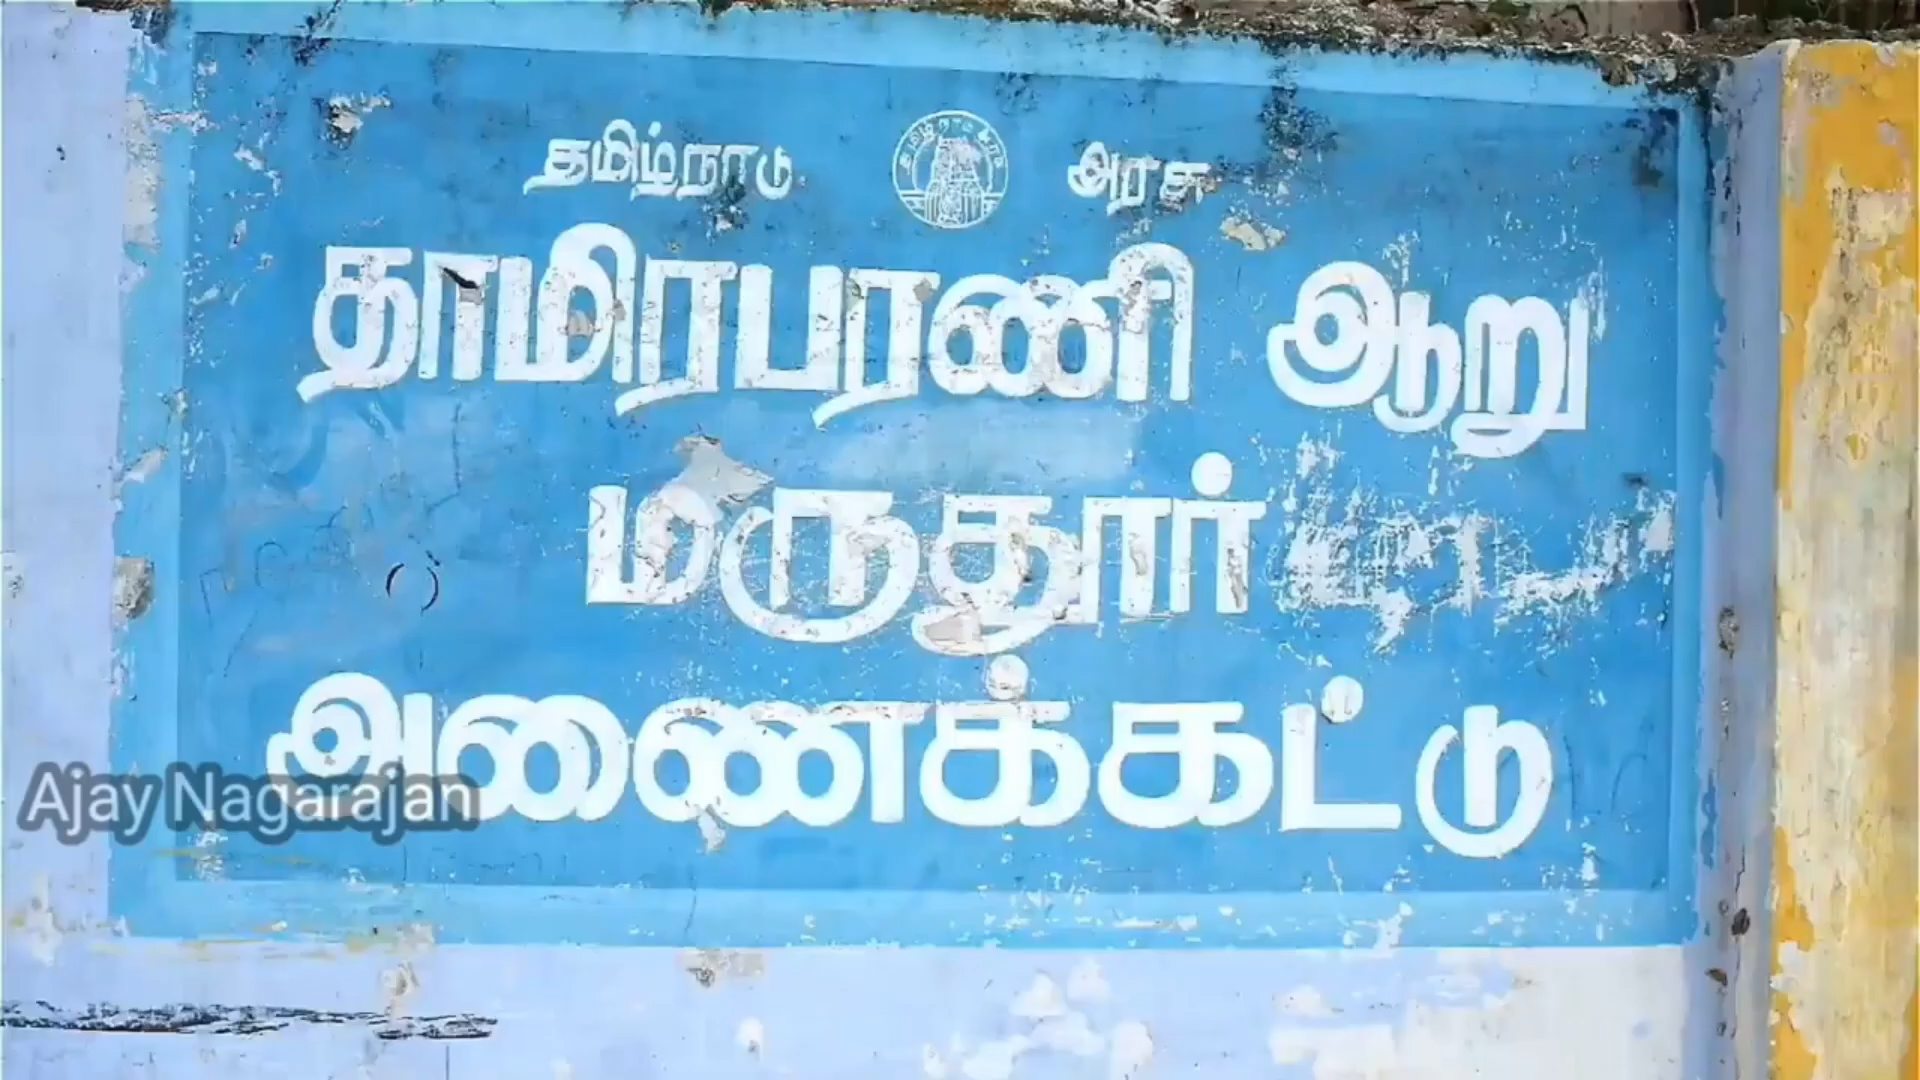 தமிழ்நாடு அரசு
தாமிரபரணி ஆறு
மருதூர்
அணைக்கட்டு
Ajay Nagarajan